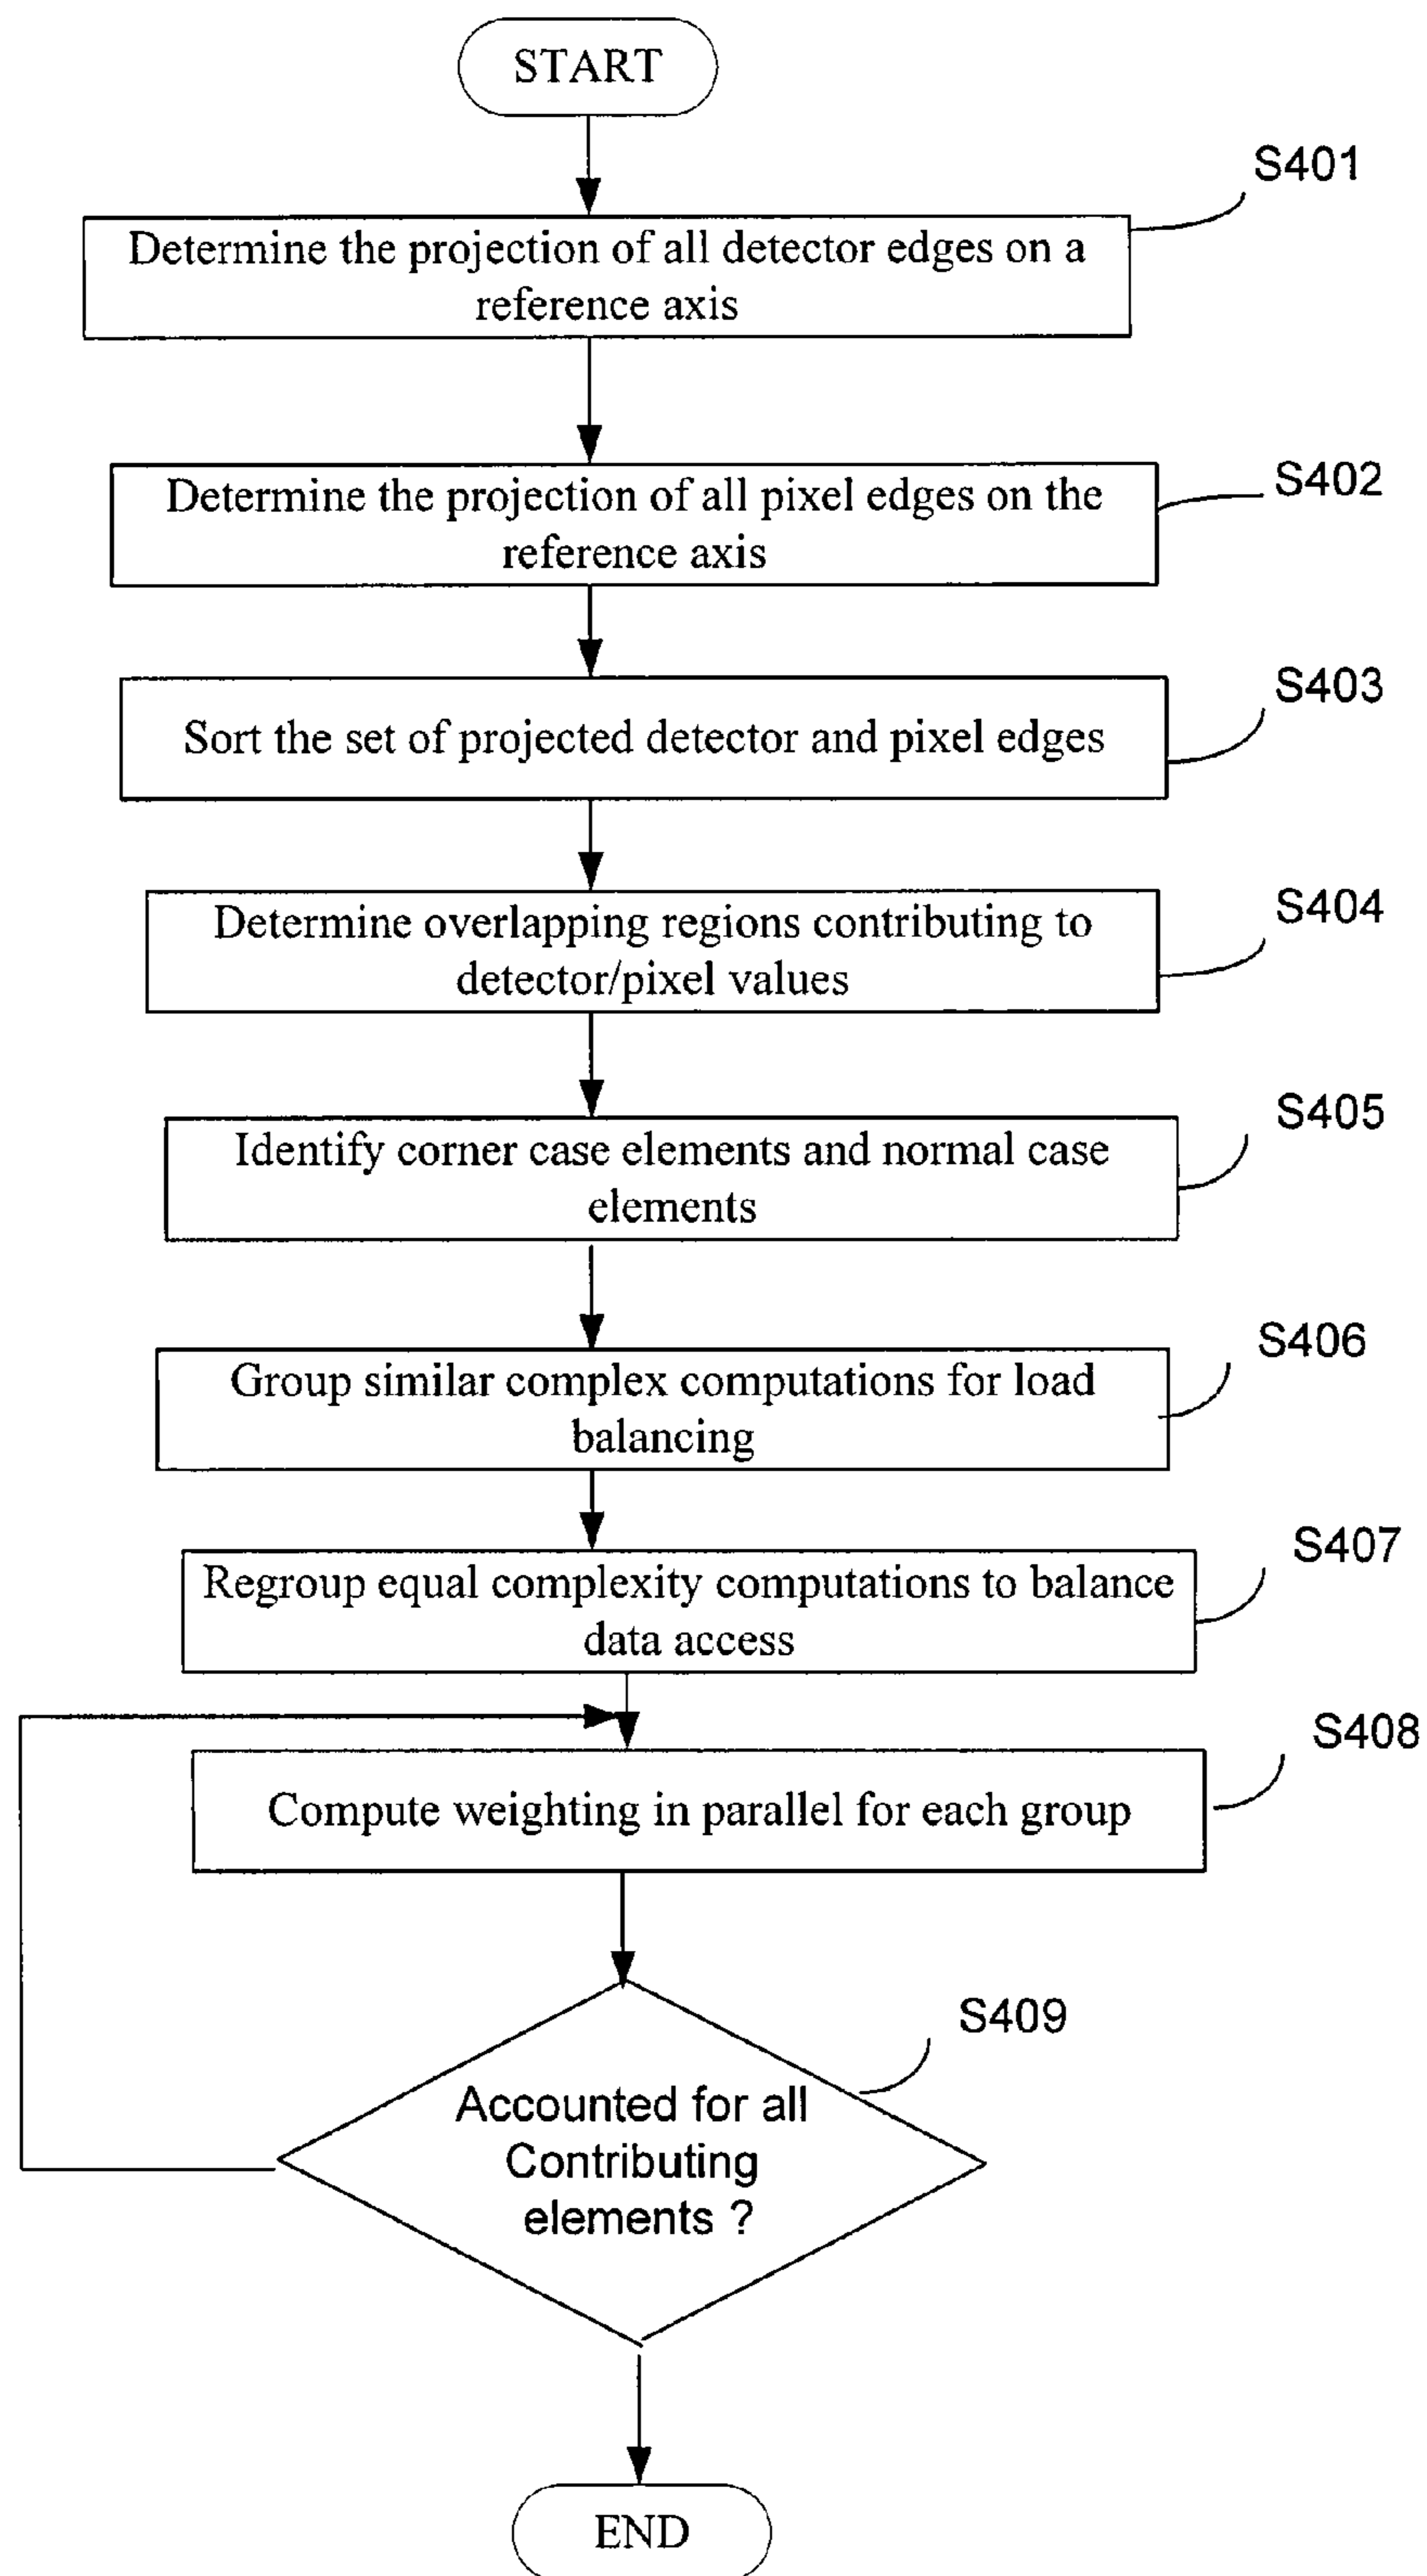 START
S401
Determine the projection of all detector edges on a
reference axis
S402
Determine the projection of all pixel edges on the
reference axis
S403
Sort the set of projected detector and pixel edges
S404
Determine overlapping regions contributing to
detector/pixel values
S405
Identify corner case elements and normal case
elements
S406
Group similar complex computations for load
balancing
S407
Regroup equal complexity computations to balance
data access
S408
Compute weighting in parallel for each group
S409
Accounted for all
Contributing
elements ?
END